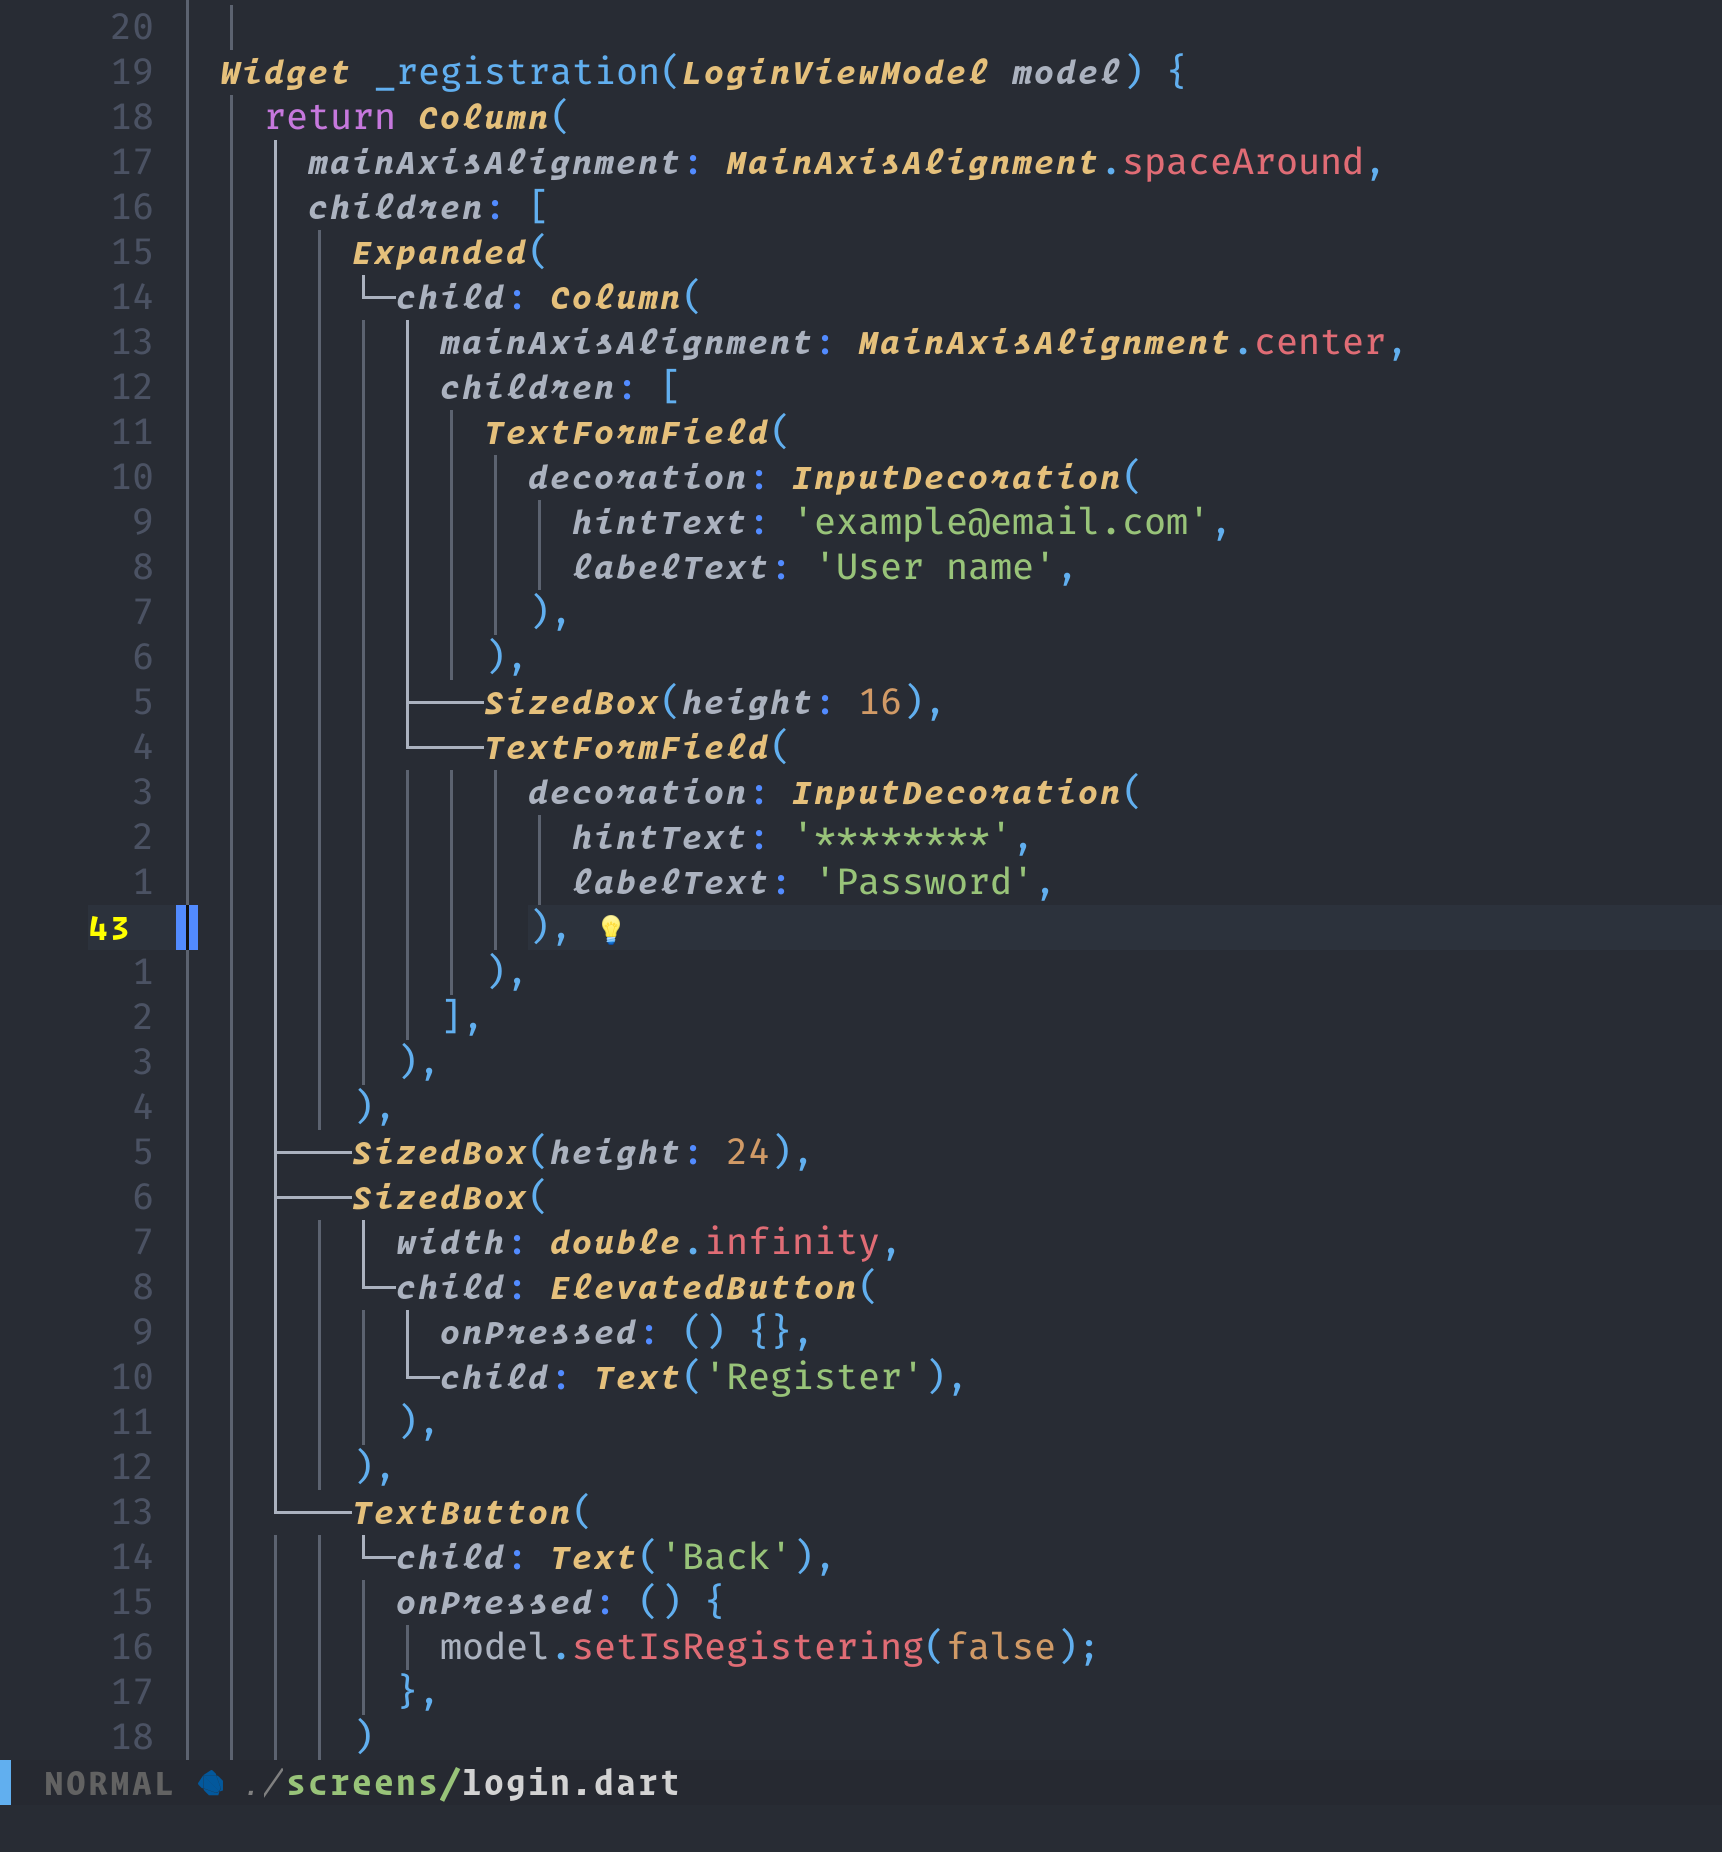 20
19 Widget _registration(LoginViewModel model) {
18 return Column(
17 mainAxisAlignment: MainAxisAlignment.spaceAround,
16 children: [
15 Expanded(
14 child: Column(
13 mainAxisAlignment: MainAxisAlignment.center,
12 children: [
11 TextFormField(
10 decoration: InputDecoration(
9 hintText: 'example@email.com',
8 labelText: 'User name',
7 ),
6 ),
5 SizedBox(height: 16),
4 TextFormField(
3 decoration: InputDecoration(
2 hintText: '********',
1 labelText: 'Password',
43 ),
1 ),
2 ],
3 ),
4 ),
5 SizedBox(height: 24),
6 SizedBox(
7 width: double.infinity,
8 child: ElevatedButton(
9 onPressed: () {},
10 child: Text('Register'),
11 ),
12 ),
13 TextButton(
14 child: Text('Back'),
15 onPressed: () {
16 model.setIsRegistering(false);
17 },
18 )
NORMAL ./screens/login.dart